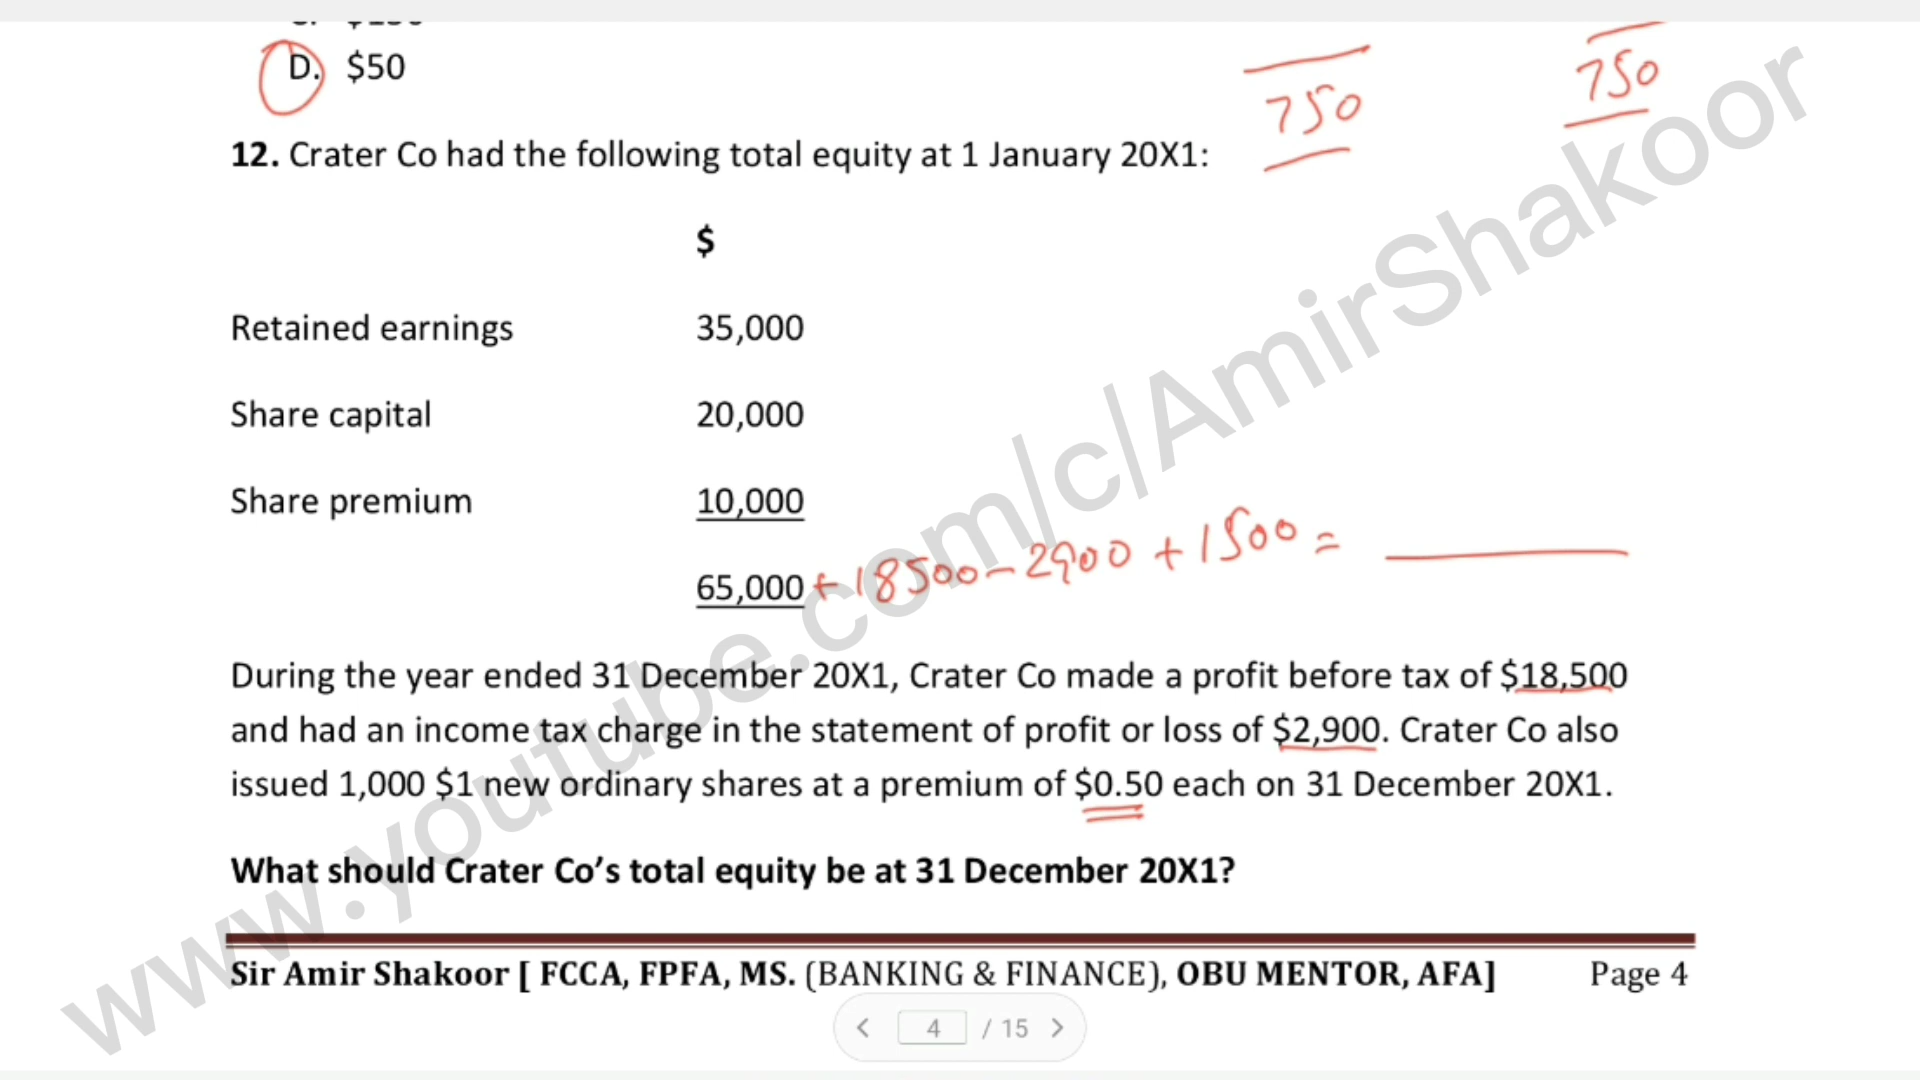 D. $50
750
750
12. Crater Co had the following total equity at 1 January 20X1:
$
Retained earnings 35,000
Share capital 20,000
Share premium 10,000
65,000 + 18500 - 2900 + 1500 =
During the year ended 31 December 20X1, Crater Co made a profit before tax of $18,500
and had an income tax charge in the statement of profit or loss of $2,900. Crater Co also
issued 1,000 $1 new ordinary shares at a premium of $0.50 each on 31 December 20X1.
What should Crater Co’s total equity be at 31 December 20X1?
Sir Amir Shakoor [ FCCA, FPFA, MS. (BANKING & FINANCE), OBU MENTOR, AFA] Page 4
4 / 15
www.youtube.com/c/AmirShakoor